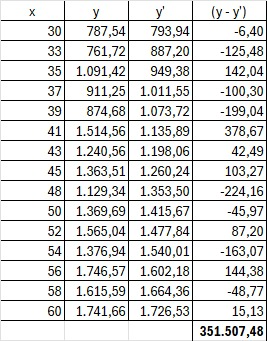 x y y' (y - y')
30 787,54 793,94 -6,40
33 761,72 887,20 -125,48
35 1.091,42 949,38 142,04
37 911,25 1.011,55 -100,30
39 874,68 1.073,72 -199,04
41 1.514,56 1.135,89 378,67
43 1.240,56 1.198,06 42,49
45 1.363,51 1.260,24 103,27
48 1.129,34 1.353,50 -224,16
50 1.369,69 1.415,67 -45,97
52 1.565,04 1.477,84 87,20
54 1.376,94 1.540,01 -163,07
56 1.746,57 1.602,18 144,38
58 1.615,59 1.664,36 -48,77
60 1.741,66 1.726,53 15,13
351.507,48